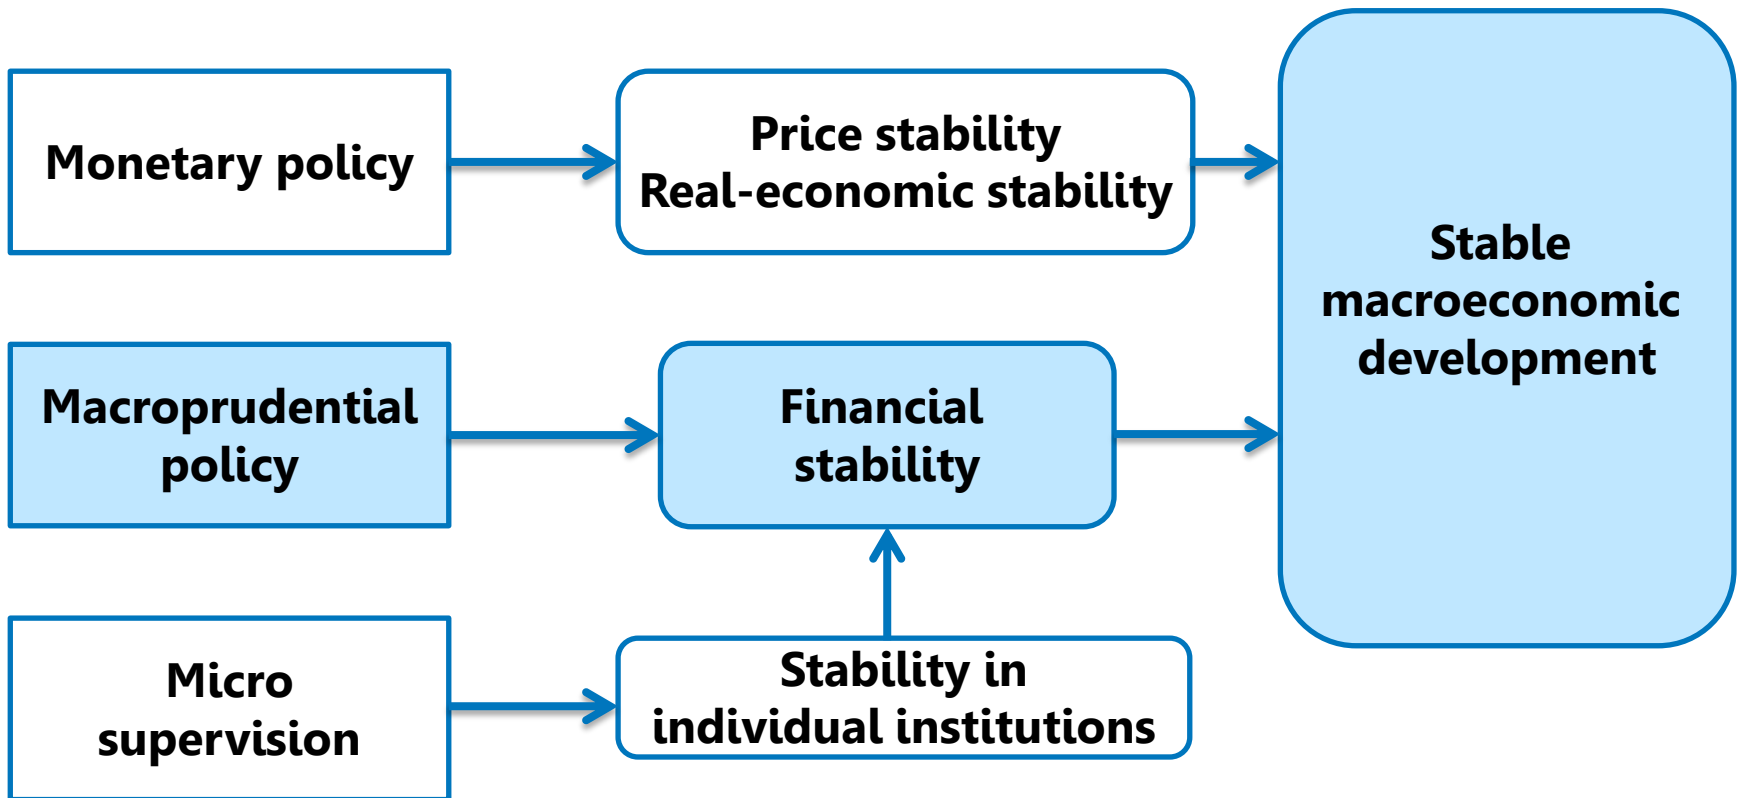 Monetary policy
Price stability
Real-economic stability
Stable
macroeconomic
development
Macroprudential
policy
Financial
stability
Micro
supervision
Stability in
individual institutions